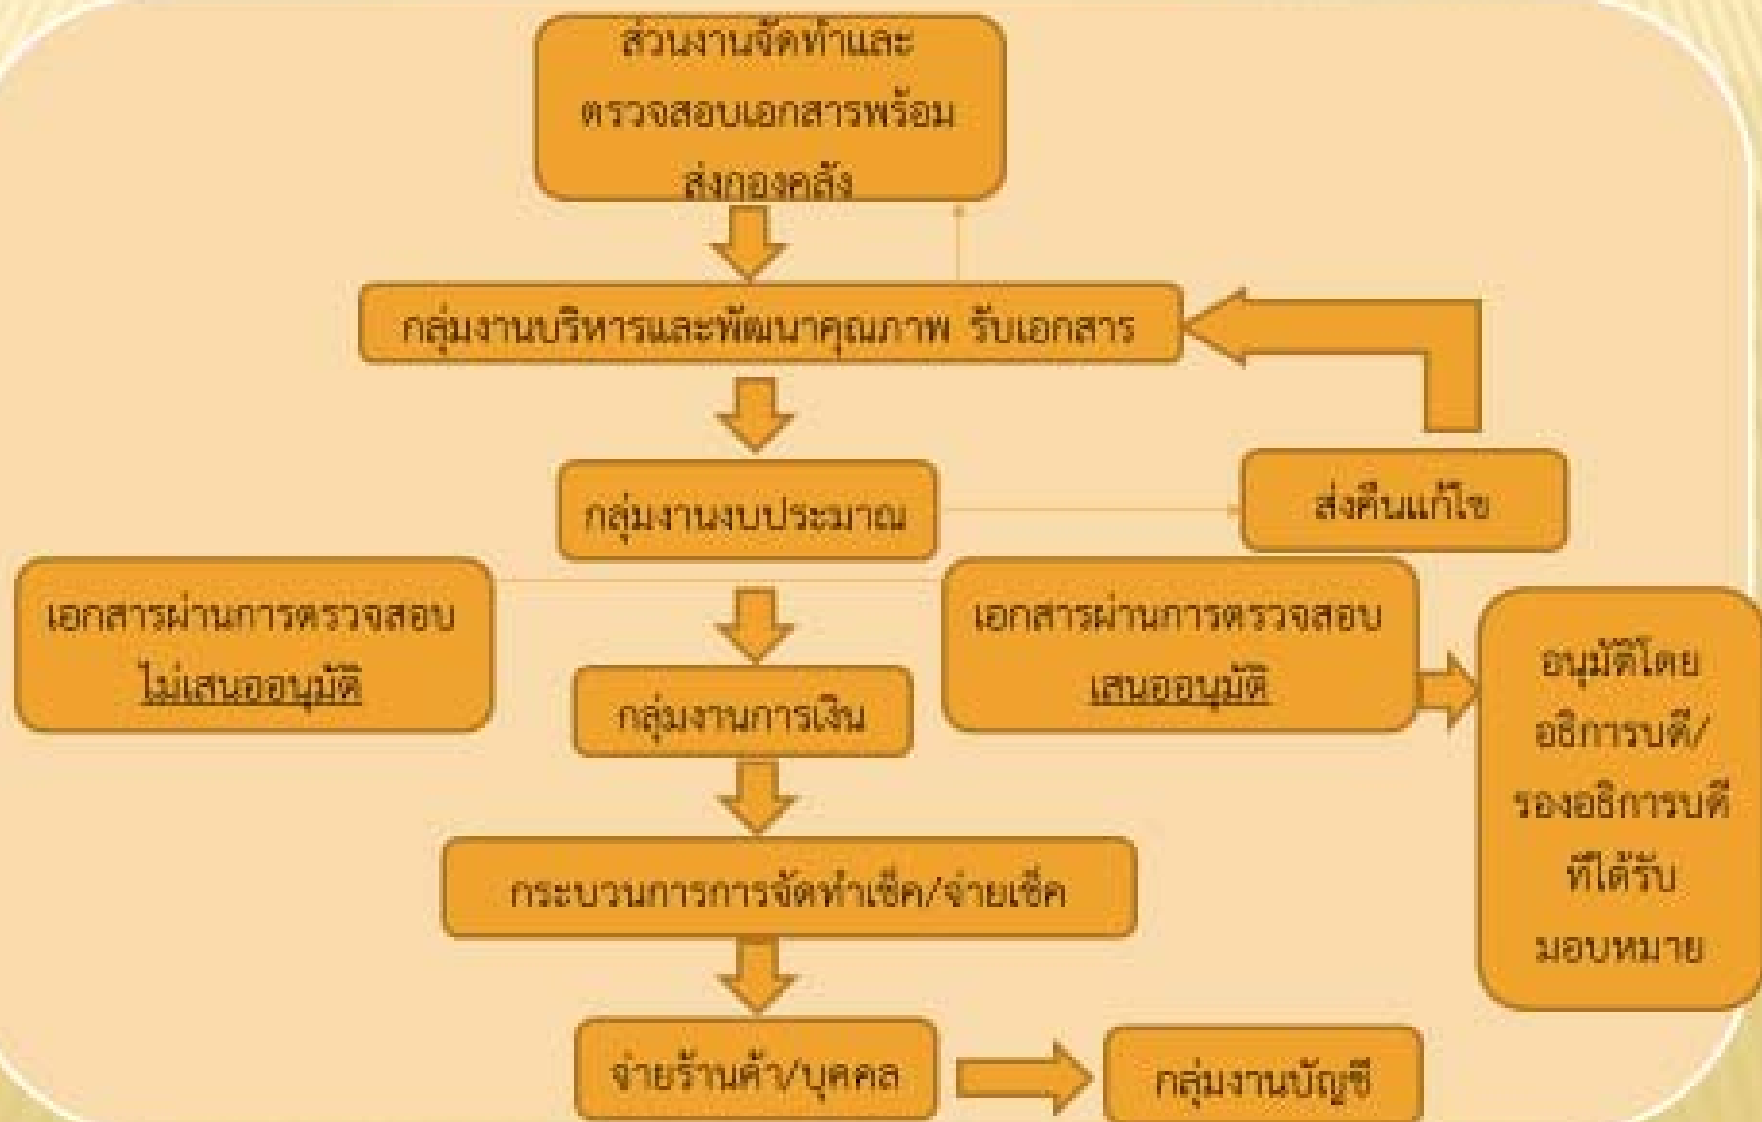 ส่วนงานจัดทำและ
ตรวจสอบเอกสารพร้อม
ส่งกองคลัง
กลุ่มงานบริหารและพัฒนาคุณภาพ รับเอกสาร
กลุ่มงานงบประมาณ
ส่งคืนแก้ไข
เอกสารผ่านการตรวจสอบ
ไม่เสนออนุมัติ
เอกสารผ่านการตรวจสอบ
เสนออนุมัติ
กลุ่มงานการเงิน
อนุมัติโดย
อธิการบดี/
รองอธิการบดี
ที่ได้รับ
มอบหมาย
กระบวนการการจัดทำเช็ค/จ่ายเช็ค
จ่ายร้านค้า/บุคคล
กลุ่มงานบัญชี